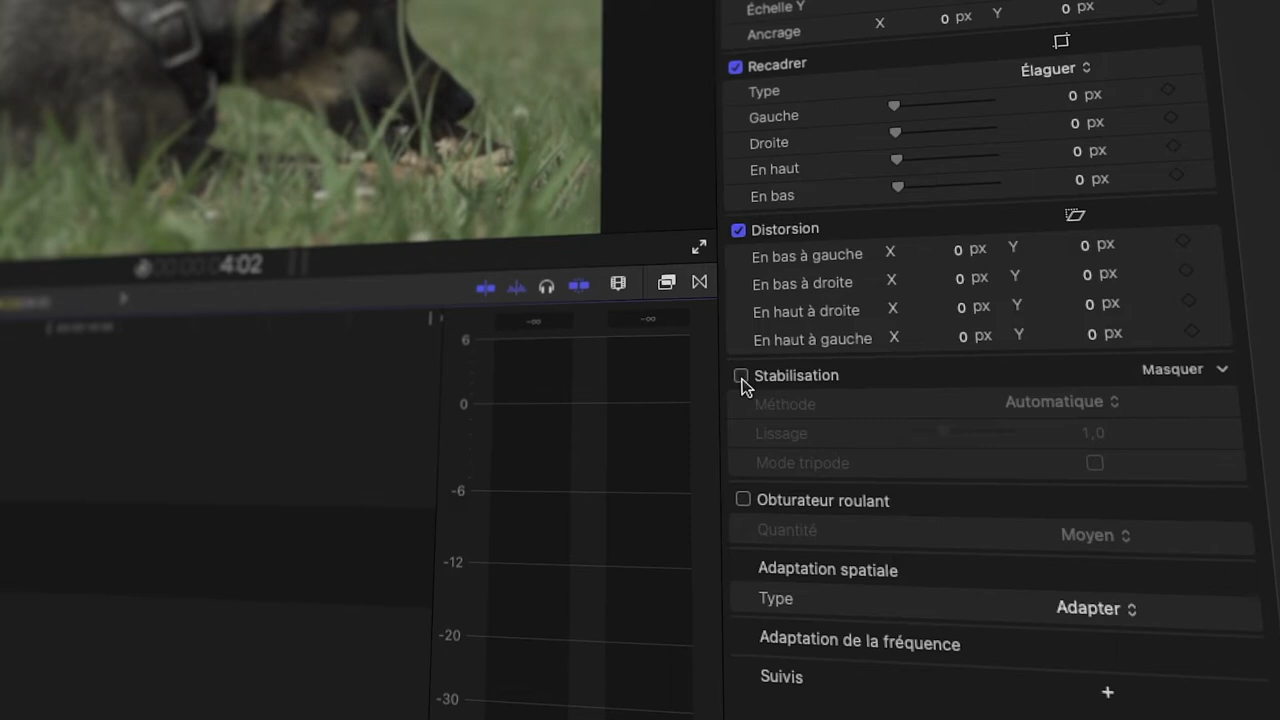 Échelle Y
Ancrage X 0 px Y 0 px
Recadrer
Type Élaguer
Gauche 0 px
Droite 0 px
En haut 0 px
En bas 0 px
Distorsion
En bas à gauche X 0 px Y 0 px
En bas à droite X 0 px Y 0 px
En haut à droite X 0 px Y 0 px
En haut à gauche X 0 px Y 0 px
Stabilisation Masquer
Méthode Automatique
Lissage 1,0
Mode tripode
Obturateur roulant
Quantité Moyen
Adaptation spatiale
Type Adapter
Adaptation de la fréquence
Suivis +
4:02
-∞ -∞
6
0
-6
-12
-20
-30